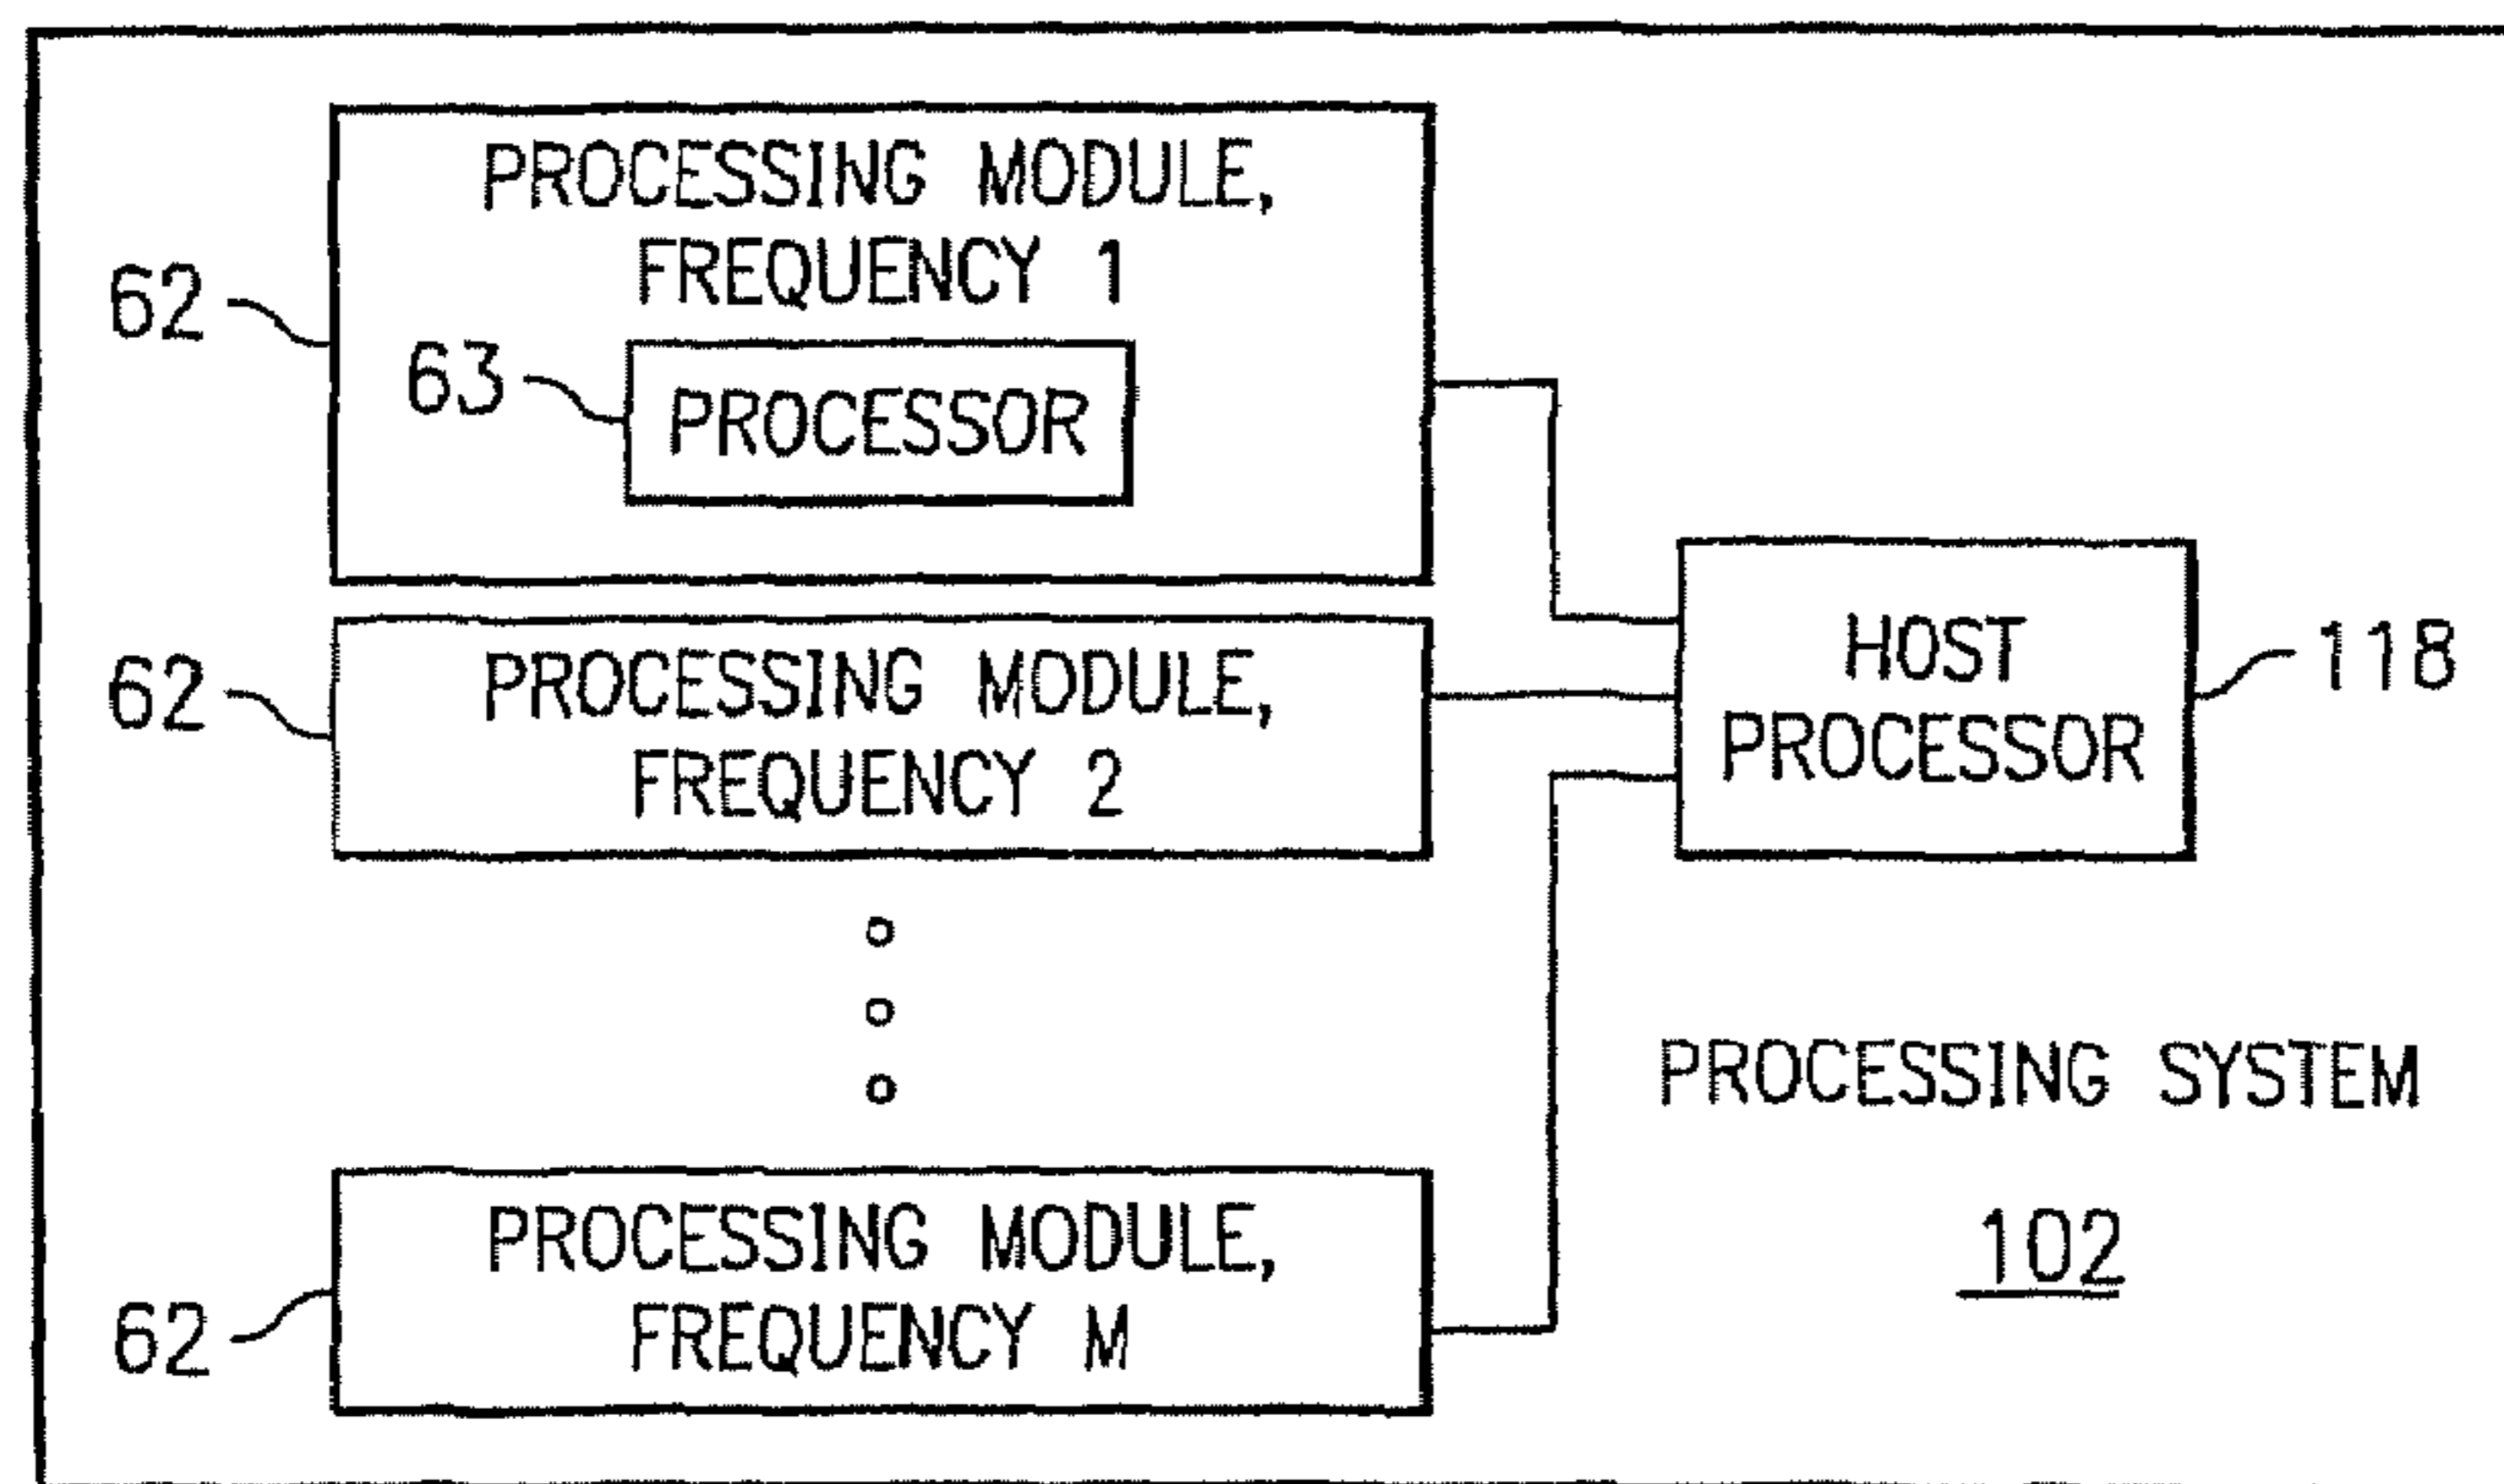 PROCESSING MODULE,
FREQUENCY 1
62
63
PROCESSOR
62
PROCESSING MODULE,
FREQUENCY 2
HOST
PROCESSOR
118
PROCESSING SYSTEM
102
62
PROCESSING MODULE,
FREQUENCY M